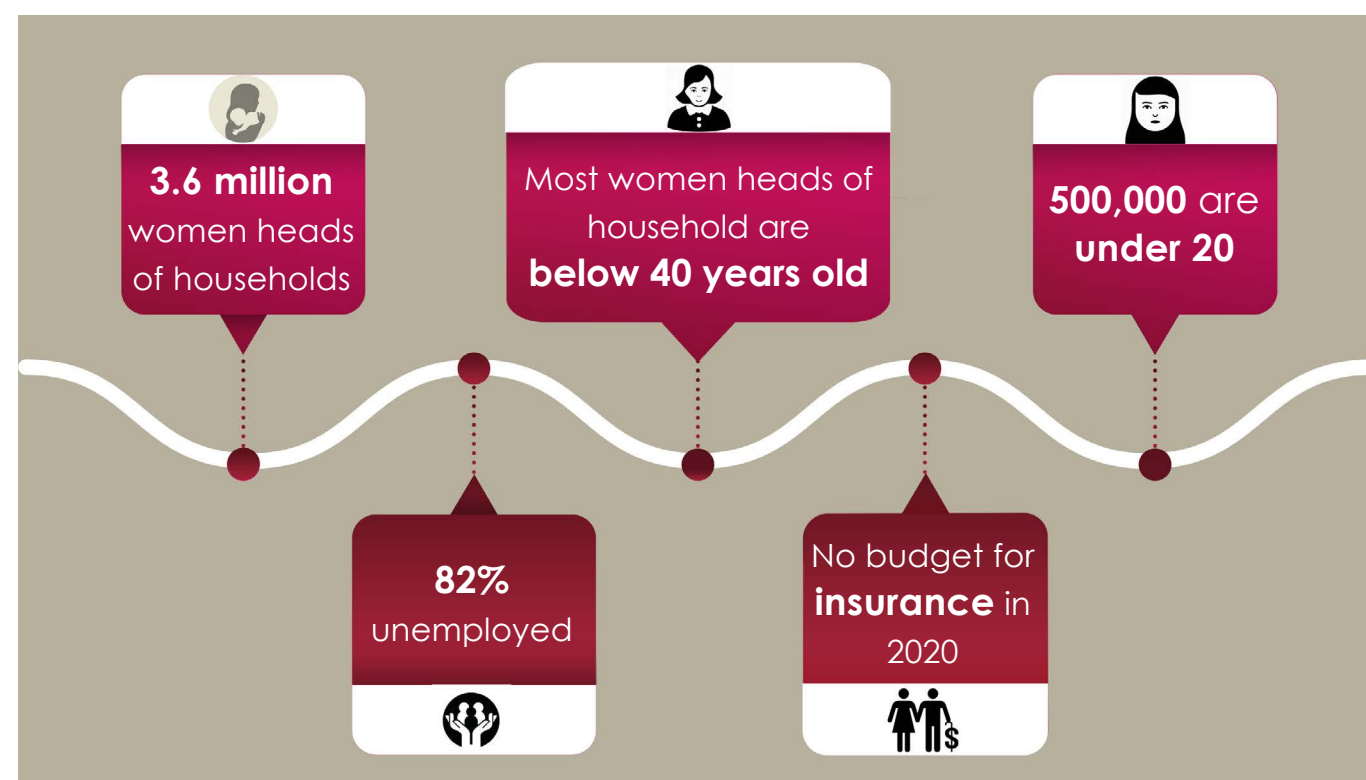 3.6 million
women heads
of households
82%
unemployed
Most women heads of
household are
below 40 years old
No budget for
insurance in
2020
500,000 are
under 20